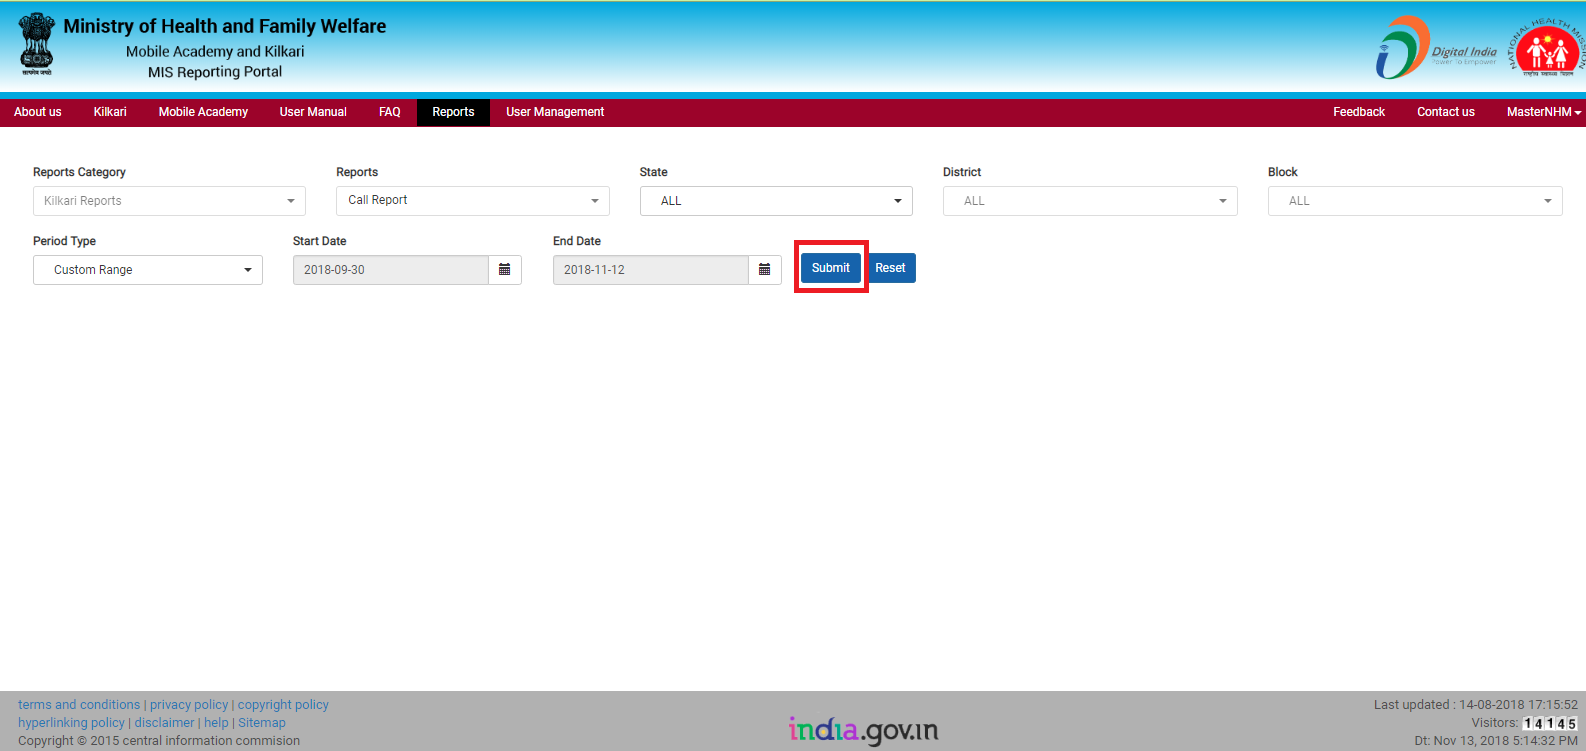 Ministry of Health and Family Welfare
Mobile Academy and Kilkari
MIS Reporting Portal
सत्यमेव जयते
Digital India
Power To Empower
NATIONAL HEALTH MISSION
राष्ट्रीय स्वास्थ्य मिशन
About us Kilkari Mobile Academy User Manual FAQ Reports User Management Feedback Contact us MasterNHM
Reports Category Reports State District Block
Kilkari Reports Call Report ALL ALL ALL
Period Type Start Date End Date
Custom Range 2018-09-30 2018-11-12 Submit Reset
terms and conditions | privacy policy | copyright policy
hyperlinking policy | disclaimer | help | Sitemap
Copyright © 2015 central information commision
india.gov.in
Last updated : 14-08-2018 17:15:52
Visitors: 14145
Dt: Nov 13, 2018 5:14:32 PM